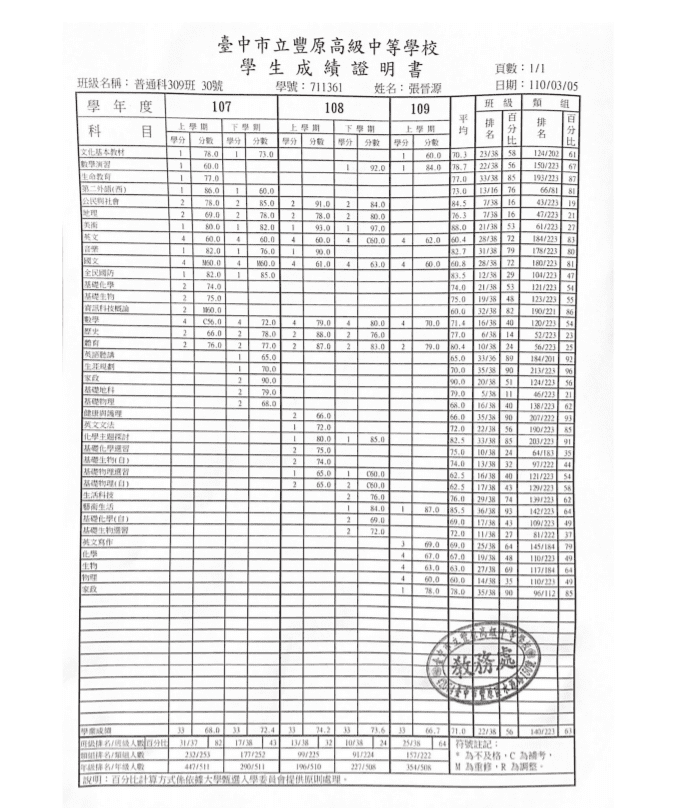 臺中市立豐原高級中等學校
學生成績證明書 頁數：1/1
班級名稱：普通科309班 30號 學號：711361 姓名：張晉源 日期：110/03/05
學年度 107 108 109 平均 班級 類組
科目 上學期 下學期 上學期 下學期 上學期 排名 百分比 排名 百分比
學分 分數 學分 分數 學分 分數 學分 分數 學分 分數
文化基本教材 1 78.0 1 73.0 1 60.0 70.3 23/38 58 124/202 61
數學演習 1 60.0 1 92.0 1 84.0 78.7 22/38 56 150/223 67
生命教育 1 77.0 77.0 33/38 85 193/223 87
第二外語(西) 1 86.0 1 60.0 73.0 13/16 76 66/81 81
公民與社會 2 78.0 2 85.0 2 91.0 2 84.0 84.5 7/38 16 43/223 19
地理 2 69.0 2 78.0 2 78.0 2 80.0 76.3 7/38 16 47/223 21
美術 1 80.0 1 82.0 1 93.0 1 97.0 88.0 21/38 53 61/223 27
英文 4 60.0 4 60.0 4 60.0 4 C60.0 4 62.0 60.4 28/38 72 184/223 83
音樂 1 82.0 1 76.0 1 90.0 82.7 31/38 79 178/223 80
國文 4 M60.0 4 M60.0 4 61.0 4 63.0 4 60.0 60.8 28/38 72 180/223 81
全民國防 1 82.0 1 85.0 83.5 12/38 29 104/223 47
基礎化學 2 74.0 74.0 21/38 53 121/223 54
基礎生物 2 75.0 75.0 19/38 48 123/223 55
資訊科技概論 2 M60.0 60.0 32/38 82 190/221 86
數學 4 C56.0 4 72.0 4 79.0 4 80.0 4 70.0 71.4 16/38 40 120/223 54
歷史 2 66.0 2 78.0 2 88.0 2 76.0 77.0 6/38 14 52/223 23
體育 2 76.0 2 77.0 2 87.0 2 83.0 2 79.0 80.4 10/38 24 56/223 25
英語聽講 1 65.0 65.0 33/36 89 184/201 92
生涯規劃 1 70.0 70.0 35/38 90 213/223 96
家政 2 90.0 90.0 20/38 51 124/223 56
基礎地科 2 79.0 79.0 5/38 11 46/223 21
基礎物理 2 68.0 68.0 16/38 40 138/223 62
健康與護理 2 66.0 66.0 35/38 90 207/222 93
英文文法 1 72.0 72.0 22/38 56 190/223 85
化學主題探討 1 80.0 1 85.0 82.5 33/38 85 203/223 91
基礎化學選習 2 75.0 75.0 10/38 24 64/183 35
基礎生物(自) 2 74.0 74.0 13/38 32 97/222 44
基礎物理選習 1 65.0 1 C60.0 62.5 16/38 40 121/223 54
基礎物理(自) 2 65.0 2 C60.0 62.5 17/38 43 129/223 58
生活科技 2 76.0 76.0 29/38 74 139/223 62
藝術生活 1 84.0 1 87.0 85.5 36/38 93 142/223 64
基礎化學(自) 2 69.0 69.0 17/38 43 109/223 49
基礎生物選習 2 72.0 72.0 11/38 27 81/222 37
英文寫作 3 69.0 69.0 25/38 64 145/184 79
化學 4 67.0 67.0 19/38 48 110/223 49
生物 4 63.0 63.0 27/38 69 117/184 64
物理 4 60.0 60.0 14/38 35 110/223 49
家政 1 78.0 78.0 35/38 90 96/112 85
教務處
學業成績 33 68.0 33 72.4 33 74.2 33 73.6 33 66.7 71.0 22/38 56 140/223 63
班級排名/班級人數 百分比 31/37 82 17/38 43 13/38 32 10/38 24 25/38 64 符號註記：
類組排名/類組人數 232/253 177/252 99/225 91/224 157/222 * 為不及格，C 為補考，
年級排名/年級人數 447/511 290/511 196/510 227/508 354/508 M 為重修，R 為調整。
說明：百分比計算方式係依據大學甄選入學委員會提供原則處理。